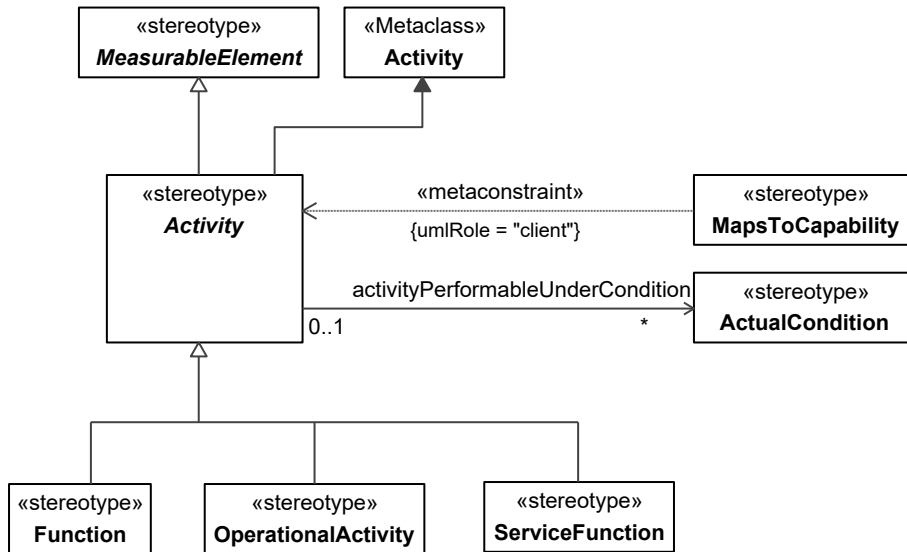 «stereotype»
MeasurableElement
«Metaclass»
Activity
«stereotype»
Activity
«metaconstraint»
{umlRole = "client"}
«stereotype»
MapsToCapability
activityPerformableUnderCondition
0..1
*
«stereotype»
ActualCondition
«stereotype»
Function
«stereotype»
OperationalActivity
«stereotype»
ServiceFunction